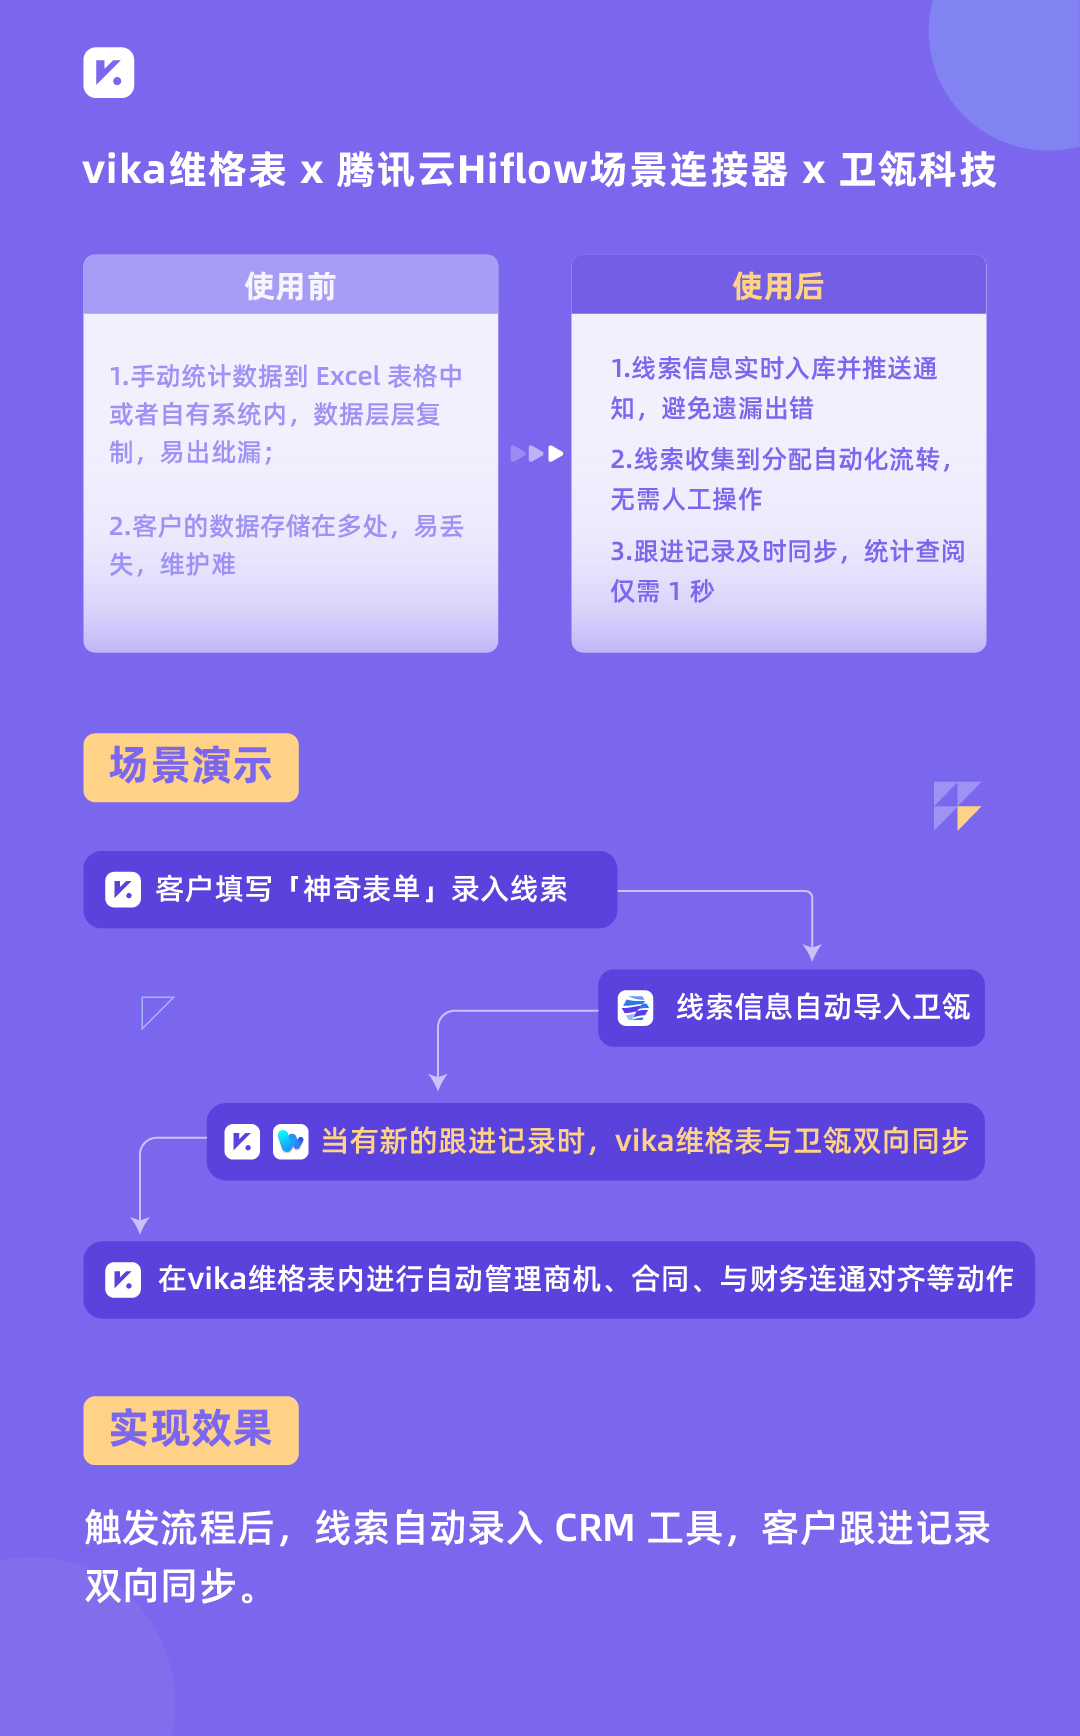 vika维格表 x 腾讯云Hiflow场景连接器 x 卫瓴科技
使用前
1.手动统计数据到 Excel 表格中
或者自有系统内，数据层层复
制，易出纰漏；
2.客户的数据存储在多处，易丢
失，维护难
使用后
1.线索信息实时入库并推送通
知，避免遗漏出错
2.线索收集到分配自动化流转，
无需人工操作
3.跟进记录及时同步，统计查阅
仅需 1 秒
场景演示
客户填写「神奇表单」录入线索
线索信息自动导入卫瓴
当有新的跟进记录时，vika维格表与卫瓴双向同步
在vika维格表内进行自动管理商机、合同、与财务连通对齐等动作
实现效果
触发流程后，线索自动录入 CRM 工具，客户跟进记录
双向同步。